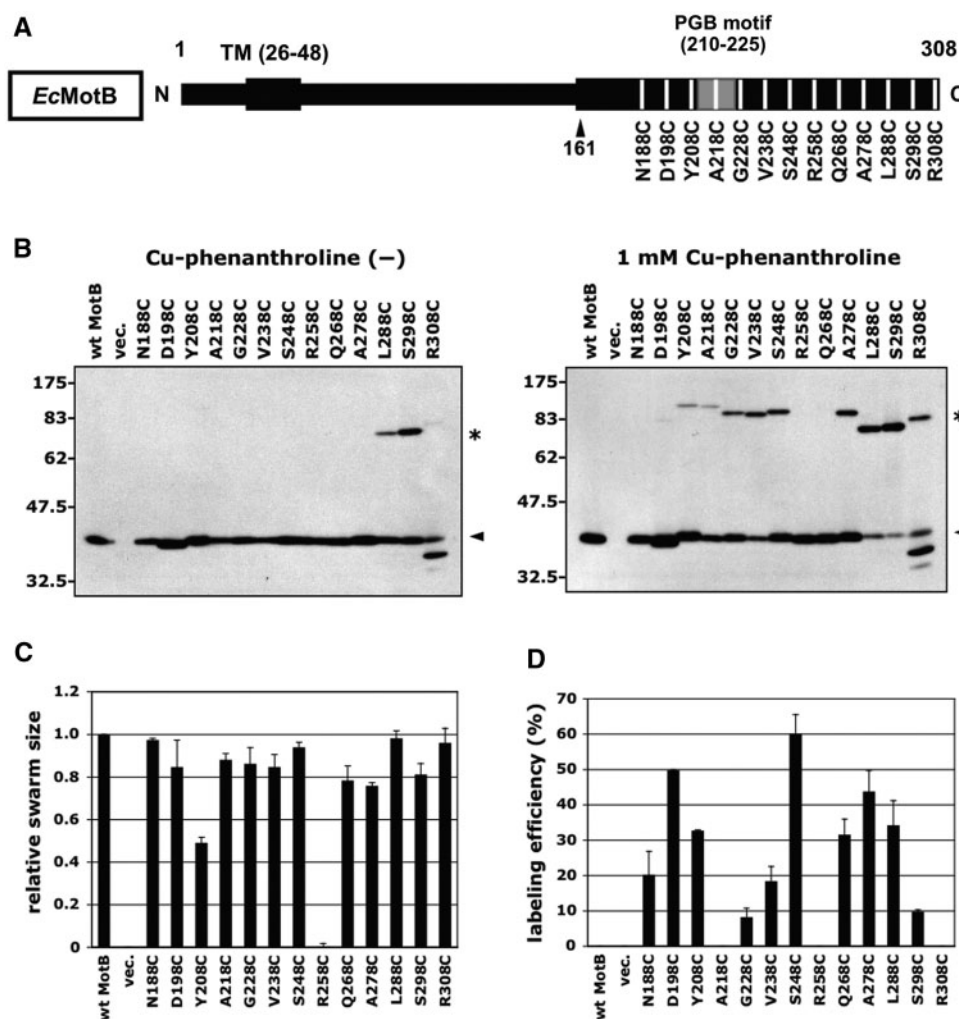 A
1
TM (26-48)
PGB motif
(210-225)
308
EcMotB
N
C
161
N188C
D198C
Y208C
A218C
G228C
V238C
S248C
R258C
Q268C
A278C
L288C
S298C
R308C
B
Cu-phenanthroline (−)
wt MotB
vec.
N188C
D198C
Y208C
A218C
G228C
V238C
S248C
R258C
Q268C
A278C
L288C
S298C
R308C
175-
83-
62-
47.5-
32.5-
*
1 mM Cu-phenanthroline
wt MotB
vec.
N188C
D198C
Y208C
A218C
G228C
V238C
S248C
R258C
Q268C
A278C
L288C
S298C
R308C
175-
83-
62-
47.5-
32.5-
*
C
relative swarm size
1.2
1.0
0.8
0.6
0.4
0.2
0
wt MotB
vec.
N188C
D198C
Y208C
A218C
G228C
V238C
S248C
R258C
Q268C
A278C
L288C
S298C
R308C
D
labeling efficiency (%)
70
60
50
40
30
20
10
0
wt MotB
vec.
N188C
D198C
Y208C
A218C
G228C
V238C
S248C
R258C
Q268C
A278C
L288C
S298C
R308C